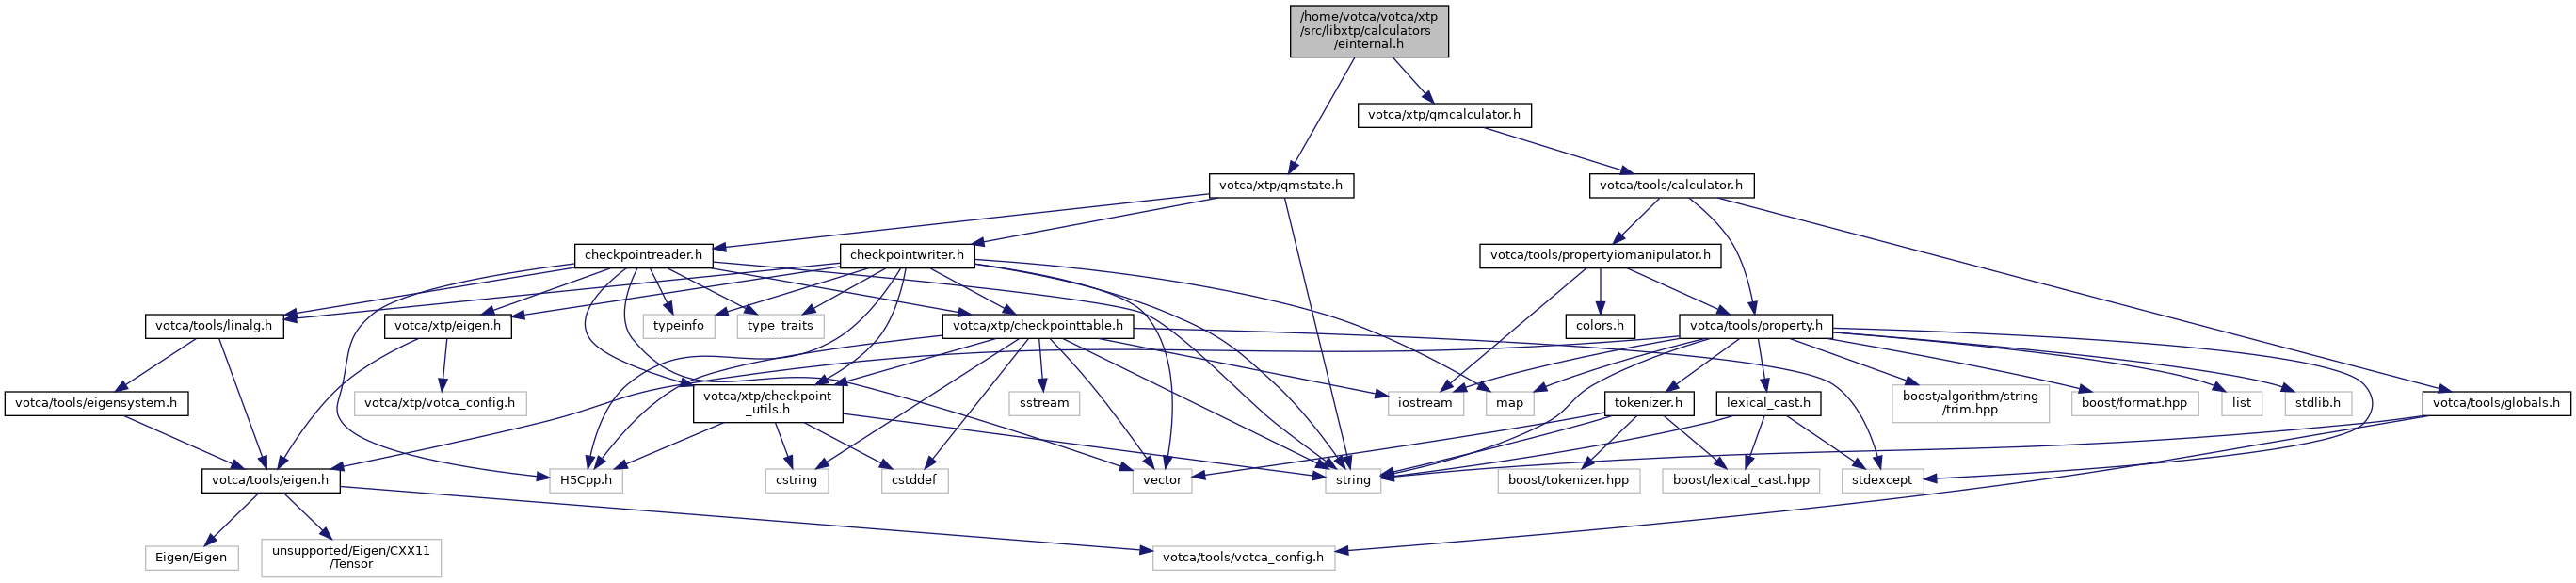 /home/votca/votca/xtp
/src/libxtp/calculators
/einternal.h
votca/xtp/qmcalculator.h
votca/xtp/qmstate.h
votca/tools/calculator.h
checkpointreader.h
checkpointwriter.h
votca/tools/propertyiomanipulator.h
votca/tools/linalg.h
votca/xtp/eigen.h
typeinfo
type_traits
votca/xtp/checkpointtable.h
colors.h
votca/tools/property.h
votca/tools/eigensystem.h
votca/xtp/votca_config.h
votca/xtp/checkpoint
_utils.h
sstream
iostream
map
tokenizer.h
lexical_cast.h
boost/algorithm/string
/trim.hpp
boost/format.hpp
list
stdlib.h
votca/tools/globals.h
votca/tools/eigen.h
H5Cpp.h
cstring
cstddef
vector
string
boost/tokenizer.hpp
boost/lexical_cast.hpp
stdexcept
Eigen/Eigen
unsupported/Eigen/CXX11
/Tensor
votca/tools/votca_config.h